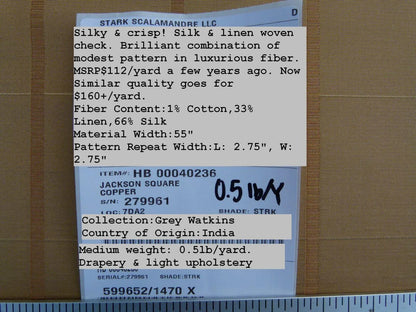 STARK SCALAMANDRE LLC
D
Silky & crisp! Silk & linen woven
check. Brilliant combination of
modest pattern in luxurious fiber.
MSRP$112/yard a few years ago. Now
Similar quality goes for
$160+/yard.
Fiber Content:1% Cotton,33%
Linen,66% Silk
Material Width:55"
Pattern Repeat Width:L: 2.75", W:
2.75"
ITEM#: HB 00040236
JACKSON SQUARE
COPPER
0.5 lb/Y
S/N: 279961
LOC: 7DA2 SHADE: STRK
Collection:Grey Watkins
Country of Origin:India
Medium weight: 0.5lb/yard.
Drapery & light upholstery
HB 00040236
SERIAL#:279961 SHADE: STRK
599652/1470 X